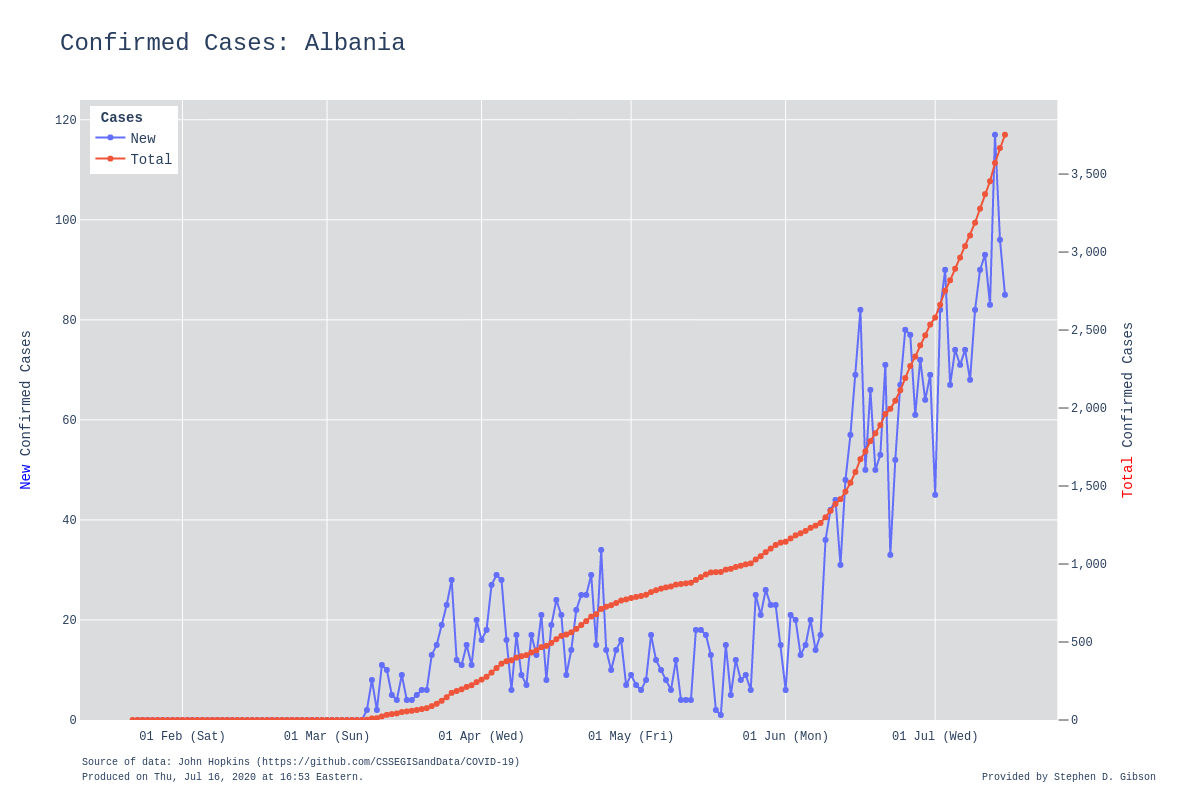 Confirmed Cases: Albania
Cases
New
Total
120
100
80
60
40
20
0
3,500
3,000
2,500
2,000
1,500
1,000
500
0
New Confirmed Cases
Total Confirmed Cases
01 Feb (Sat)
01 Mar (Sun)
01 Apr (Wed)
01 May (Fri)
01 Jun (Mon)
01 Jul (Wed)
Source of data: John Hopkins (https://github.com/CSSEGISandData/COVID-19)
Produced on Thu, Jul 16, 2020 at 16:53 Eastern.
Provided by Stephen D. Gibson